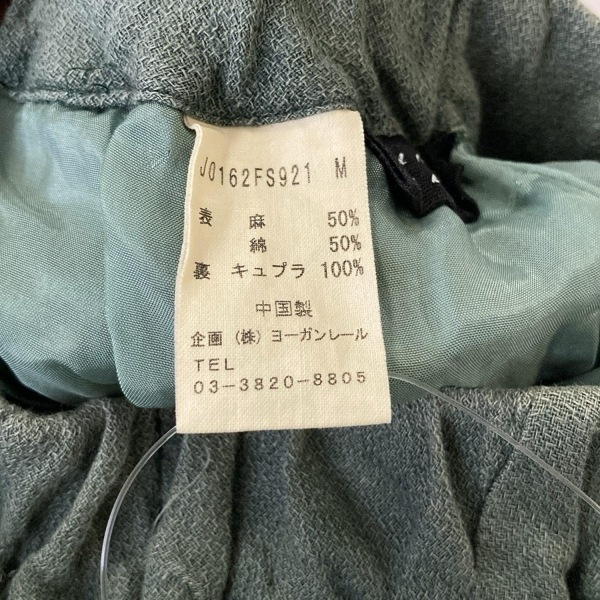 J0162FS921 M
表 麻 50%
綿 50%
裏 キュプラ 100%
中国製
企画 (株) ヨーガンレール
TEL
03-3820-8805